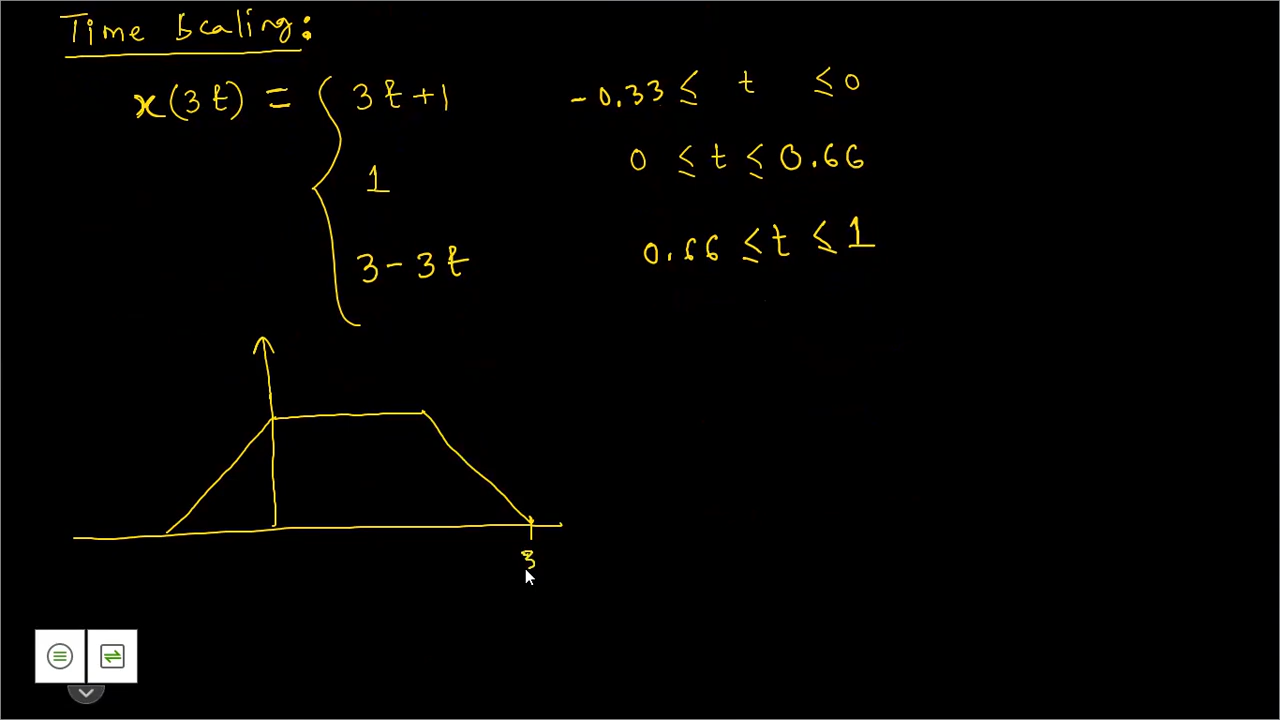 Time Scaling:
x(3t) = { 3t+1 -0.33 ≤ t ≤ 0
1 0 ≤ t ≤ 0.66
3-3t 0.66 ≤ t ≤ 1
3